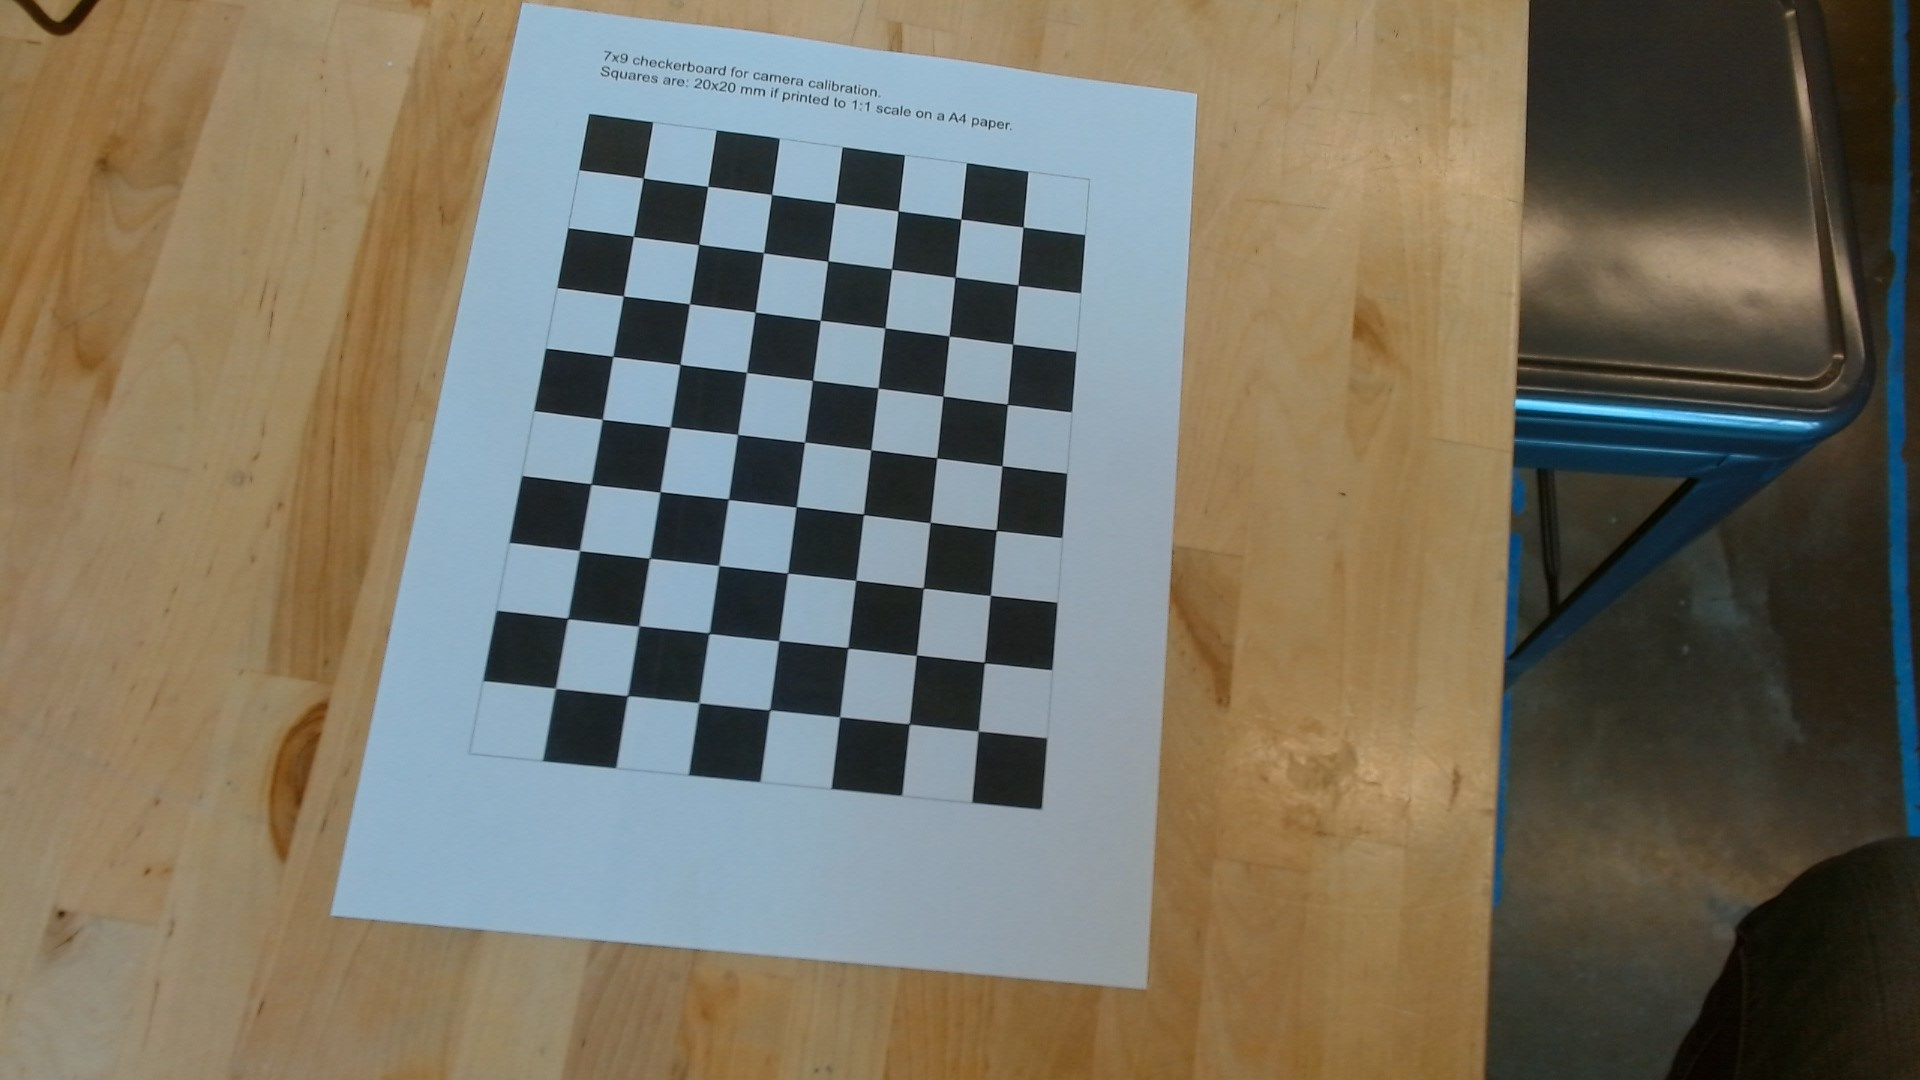 7x9 checkerboard for camera calibration.
Squares are: 20x20 mm if printed to 1:1 scale on a A4 paper.